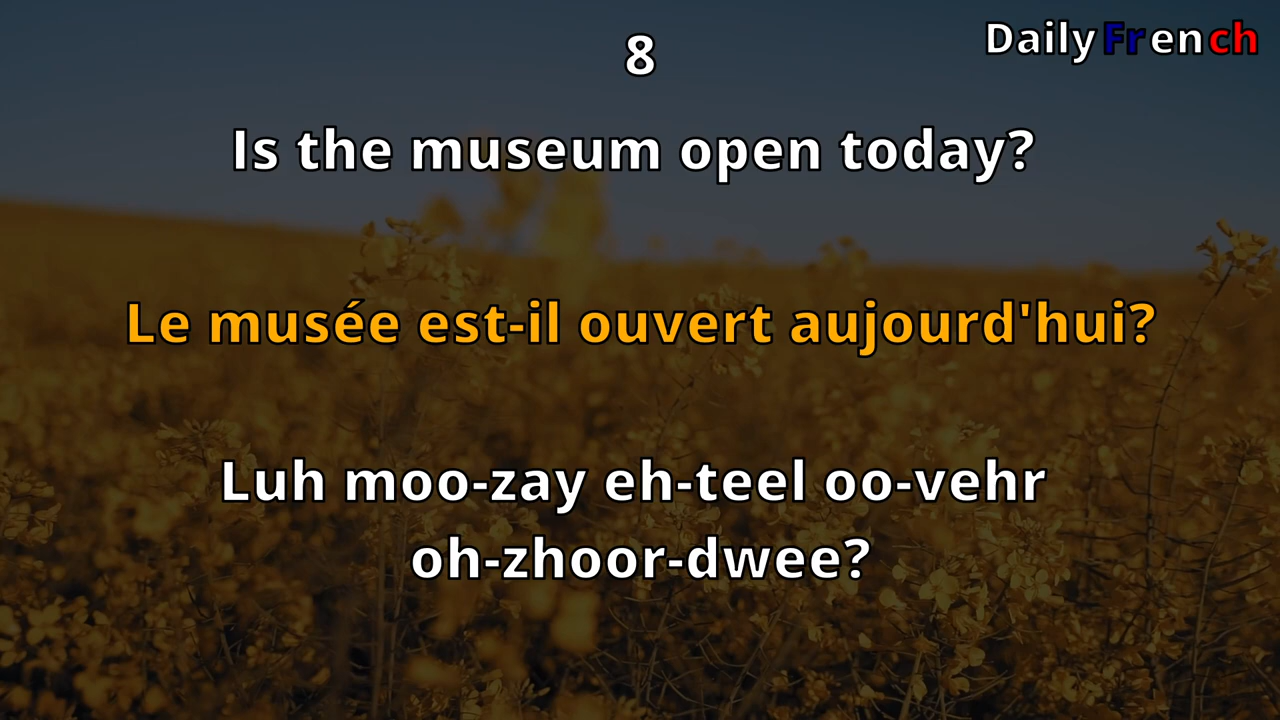 8
Daily French
Is the museum open today?
Le musée est-il ouvert aujourd'hui?
Luh moo-zay eh-teel oo-vehr
oh-zhoor-dwee?